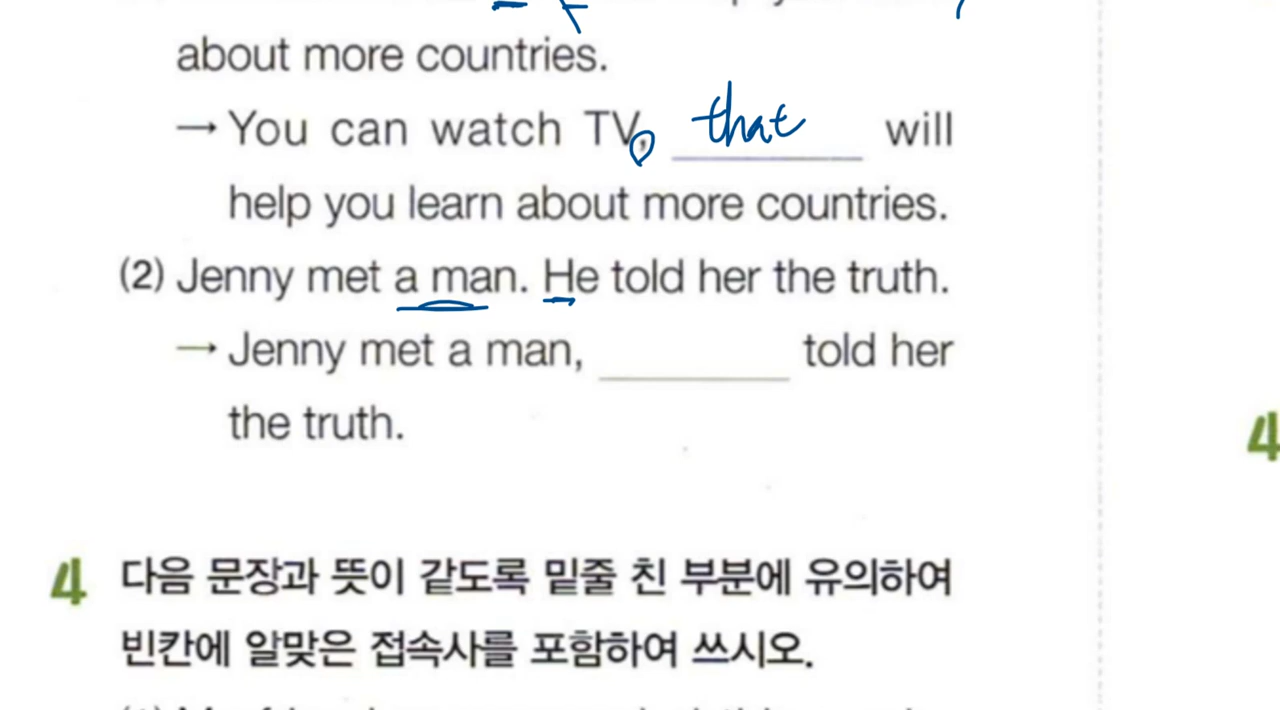 about more countries.
→ You can watch TV, that will
help you learn about more countries.
(2) Jenny met a man. He told her the truth.
→ Jenny met a man, ________ told her
the truth.
4
4 다음 문장과 뜻이 같도록 밑줄 친 부분에 유의하여
빈칸에 알맞은 접속사를 포함하여 쓰시오.